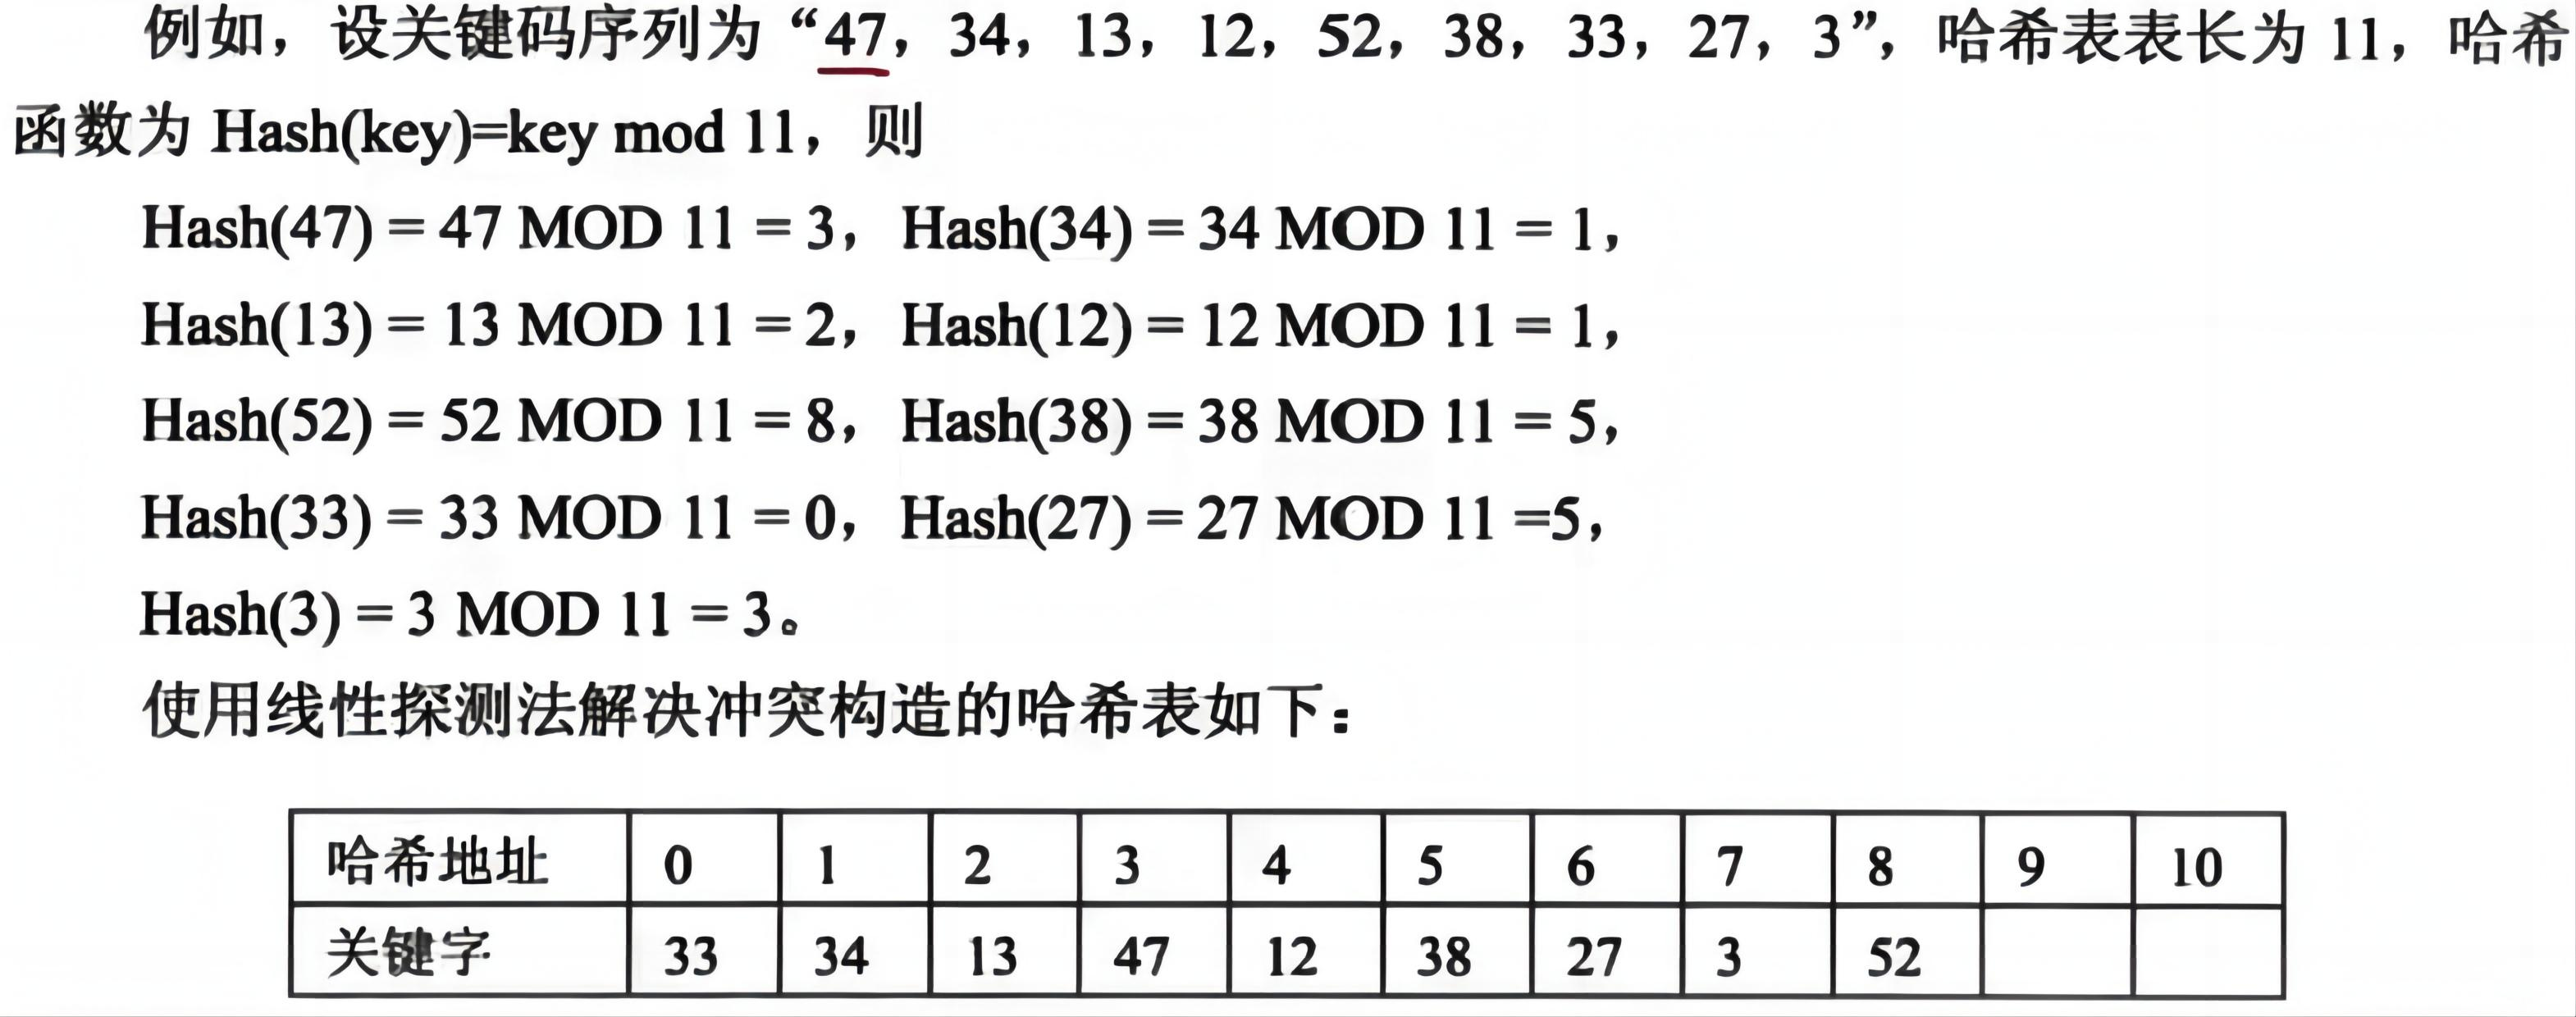 例如，设关键码序列为“47，34，13，12，52，38，33，27，3”，哈希表表长为 11，哈希
函数为 Hash(key)=key mod 11，则
Hash(47) = 47 MOD 11 = 3，Hash(34) = 34 MOD 11 = 1，
Hash(13) = 13 MOD 11 = 2，Hash(12) = 12 MOD 11 = 1，
Hash(52) = 52 MOD 11 = 8，Hash(38) = 38 MOD 11 = 5，
Hash(33) = 33 MOD 11 = 0，Hash(27) = 27 MOD 11 =5，
Hash(3) = 3 MOD 11 = 3。
使用线性探测法解决冲突构造的哈希表如下：
哈希地址 0 1 2 3 4 5 6 7 8 9 10
关键字 33 34 13 47 12 38 27 3 52